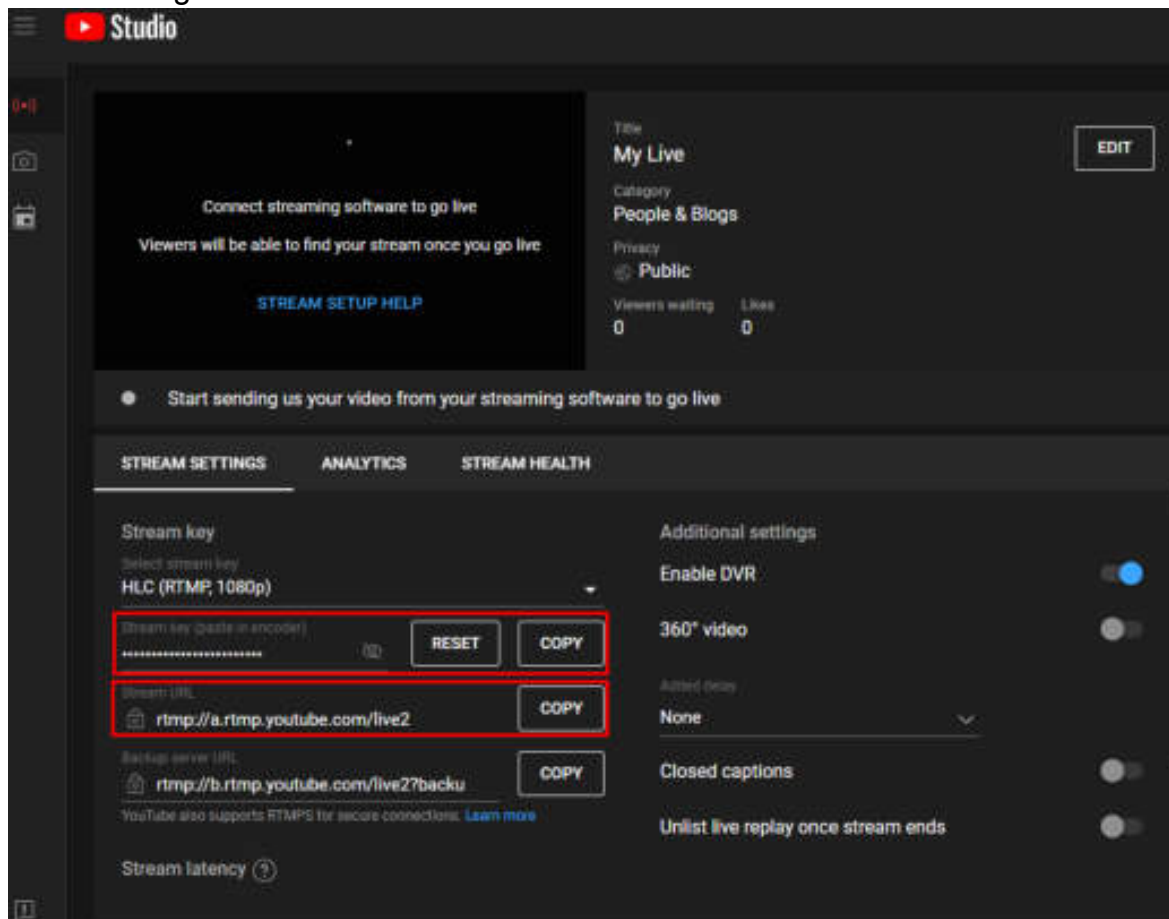 Studio
Connect streaming software to go live
Viewers will be able to find your stream once you go live
STREAM SETUP HELP
Title
My Live
EDIT
Category
People & Blogs
Privacy
Public
Viewers waiting Likes
0 0
Start sending us your video from your streaming software to go live
STREAM SETTINGS ANALYTICS STREAM HEALTH
Stream key
Select stream key
HLC (RTMP, 1080p)
Stream key (paste in encoder)
•••••••••••••••••••••••• RESET COPY
Stream URL
rtmp://a.rtmp.youtube.com/live2 COPY
Backup server URL
rtmp://b.rtmp.youtube.com/live2?backu COPY
YouTube also supports RTMPS for secure connections. Learn more
Stream latency ?
Additional settings
Enable DVR
360° video
Added delay
None
Closed captions
Unlist live replay once stream ends